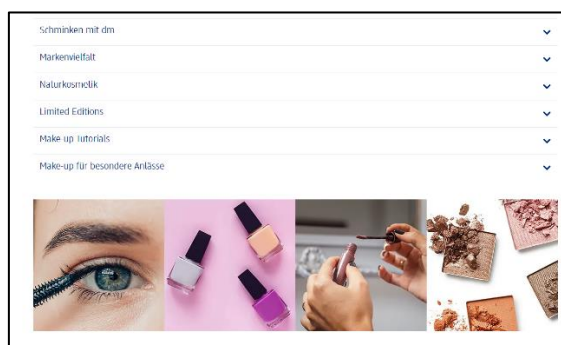 Schminken mit dm
Markenvielfalt
Naturkosmetik
Limited Editions
Make-up Tutorials
Make-up für besondere Anlässe